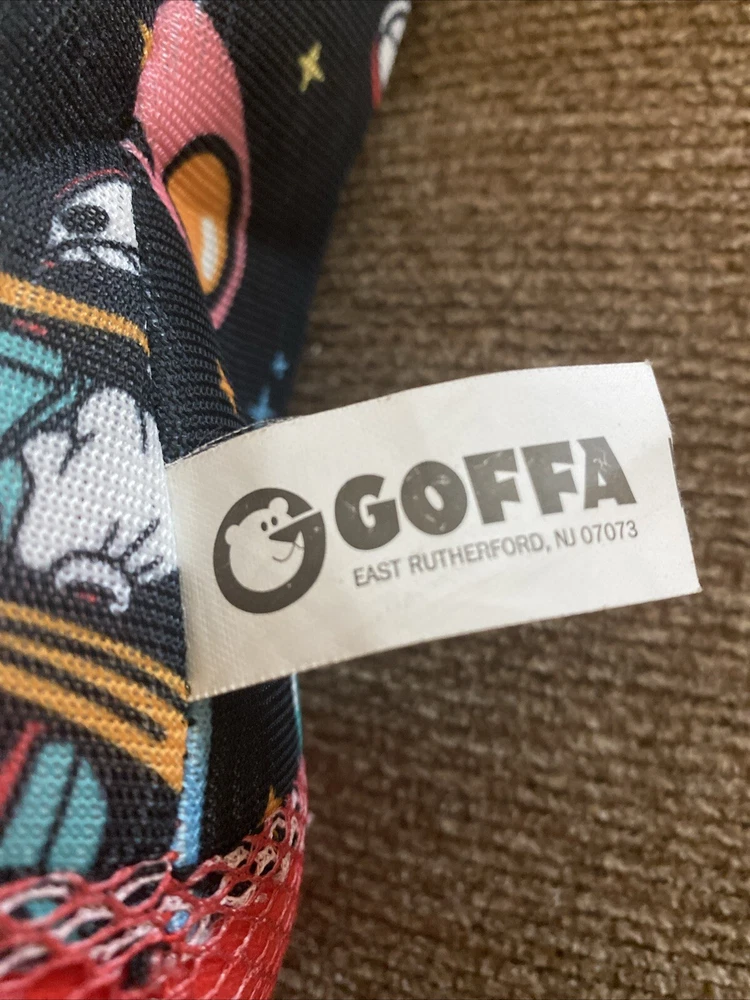 GOFFA
EAST RUTHERFORD, NJ 07073